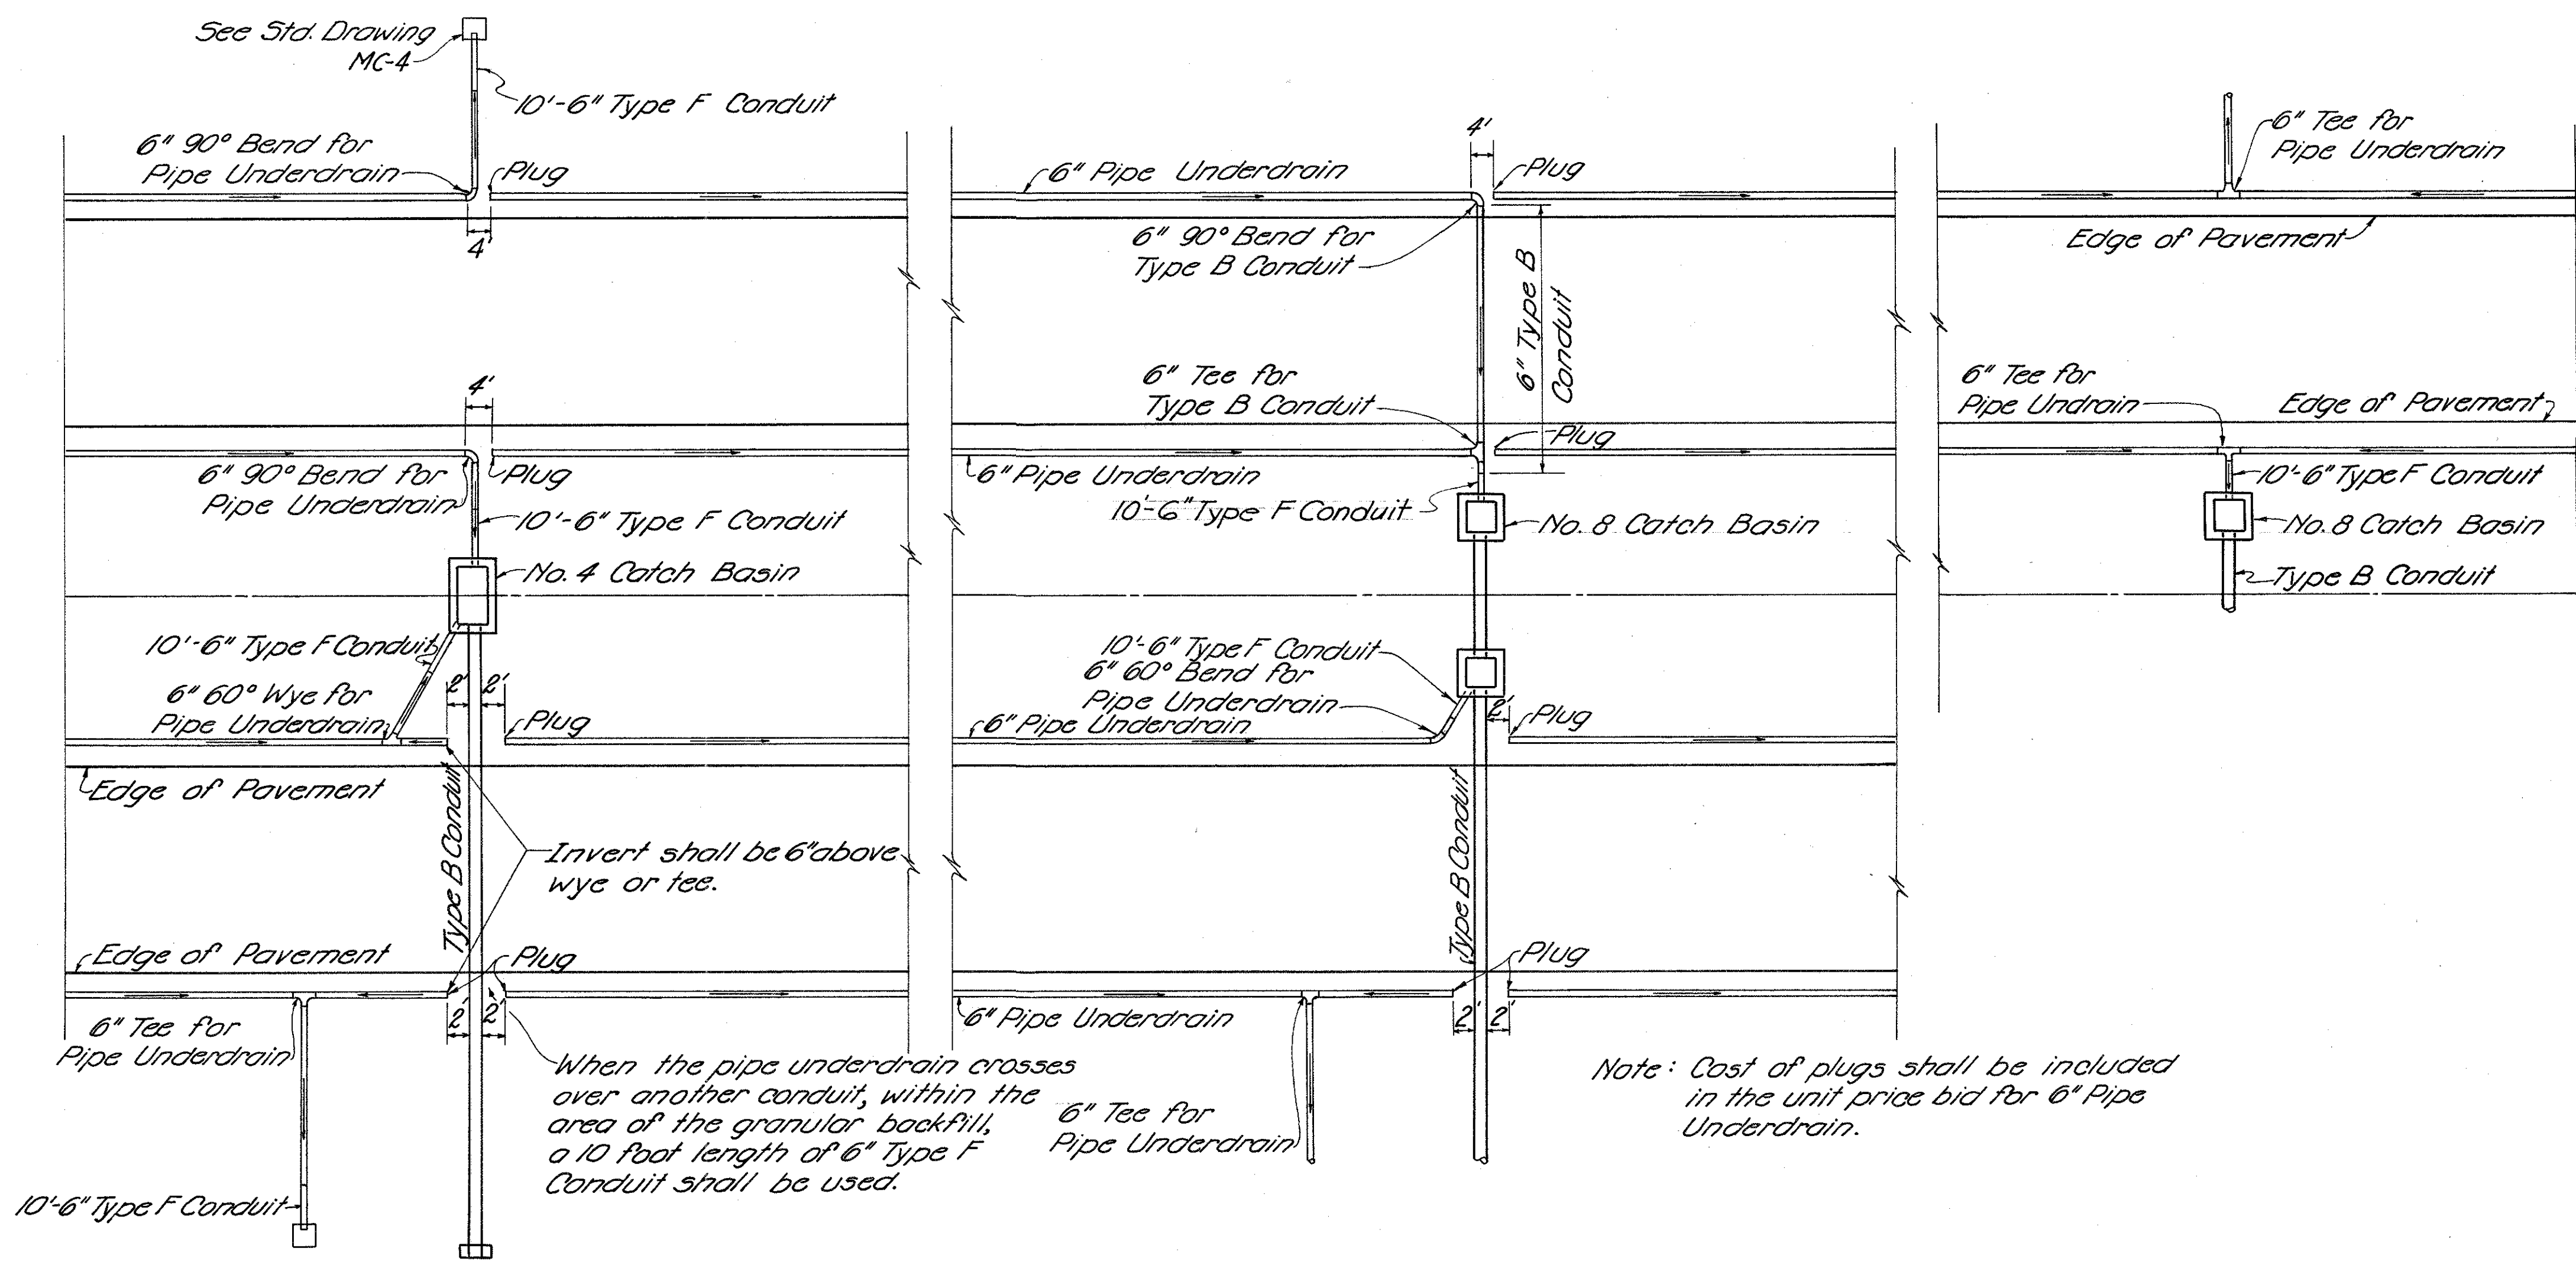 See Std. Drawing
MC-4
10'-6" Type F Conduit
6" 90° Bend for
Pipe Underdrain
Plug
4'
4'
6" 90° Bend for
Pipe Underdrain
Plug
10'-6" Type F Conduit
No. 4 Catch Basin
10'-6" Type F Conduit
6" 60° Wye for
Pipe Underdrain
2'
2'
Plug
Edge of Pavement
Type B Conduit
Invert shall be 6" above
wye or tee.
Edge of Pavement
Plug
2'
2'
6" Tee for
Pipe Underdrain
When the pipe underdrain crosses
over another conduit, within the
area of the granular backfill,
a 10 foot length of 6" Type F
Conduit shall be used.
10'-6" Type F Conduit
6" Pipe Underdrain
4'
Plug
6" 90° Bend for
Type B Conduit
6" Type B
Conduit
6" Tee for
Type B Conduit
Plug
6" Pipe Underdrain
10'-6" Type F Conduit
No. 8 Catch Basin
10'-6" Type F Conduit
6" 60° Bend for
Pipe Underdrain
6" Pipe Underdrain
2'
Plug
Type B Conduit
Plug
6" Pipe Underdrain
2'
2'
6" Tee for
Pipe Underdrain
6" Tee for
Pipe Underdrain
Edge of Pavement
6" Tee for
Pipe Undrain
Edge of Pavement
10'-6" Type F Conduit
No. 8 Catch Basin
Type B Conduit
Note: Cost of plugs shall be included
in the unit price bid for 6" Pipe
Underdrain.